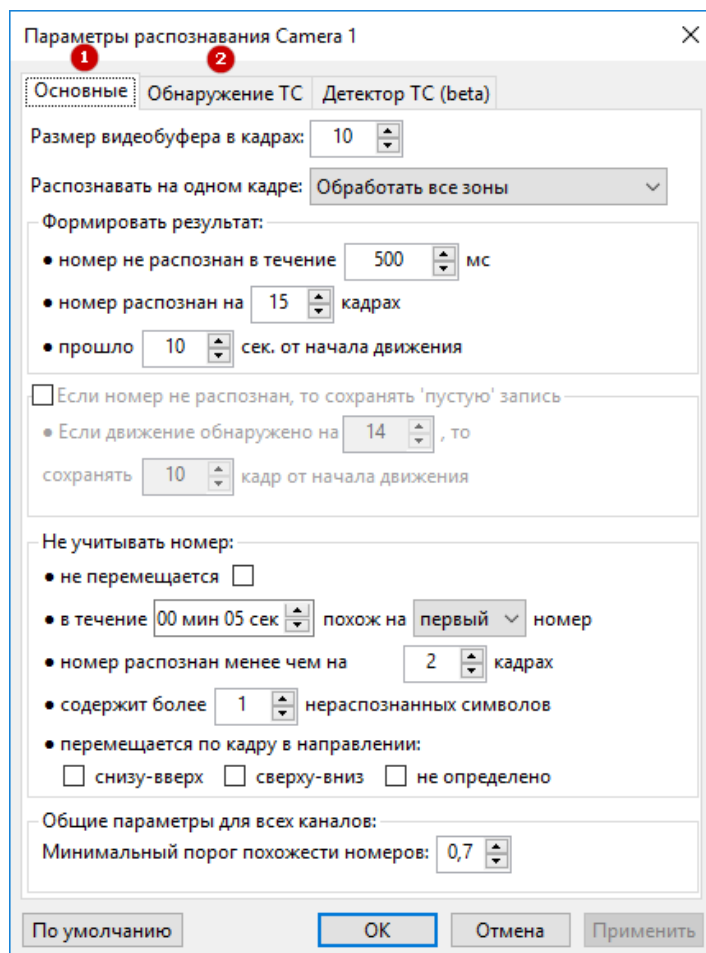 Параметры распознавания Camera 1
1 2
Основные Обнаружение ТС Детектор ТС (beta)
Размер видеобуфера в кадрах: 10
Распознавать на одном кадре: Обработать все зоны
Формировать результат:
• номер не распознан в течение 500 мс
• номер распознан на 15 кадрах
• прошло 10 сек. от начала движения
Если номер не распознан, то сохранять 'пустую' запись
• Если движение обнаружено на 14 , то
сохранять 10 кадр от начала движения
Не учитывать номер:
• не перемещается
• в течение 00 мин 05 сек похож на первый номер
• номер распознан менее чем на 2 кадрах
• содержит более 1 нераспознанных символов
• перемещается по кадру в направлении:
снизу-вверх сверху-вниз не определено
Общие параметры для всех каналов:
Минимальный порог похожести номеров: 0,7
По умолчанию ОК Отмена Применить